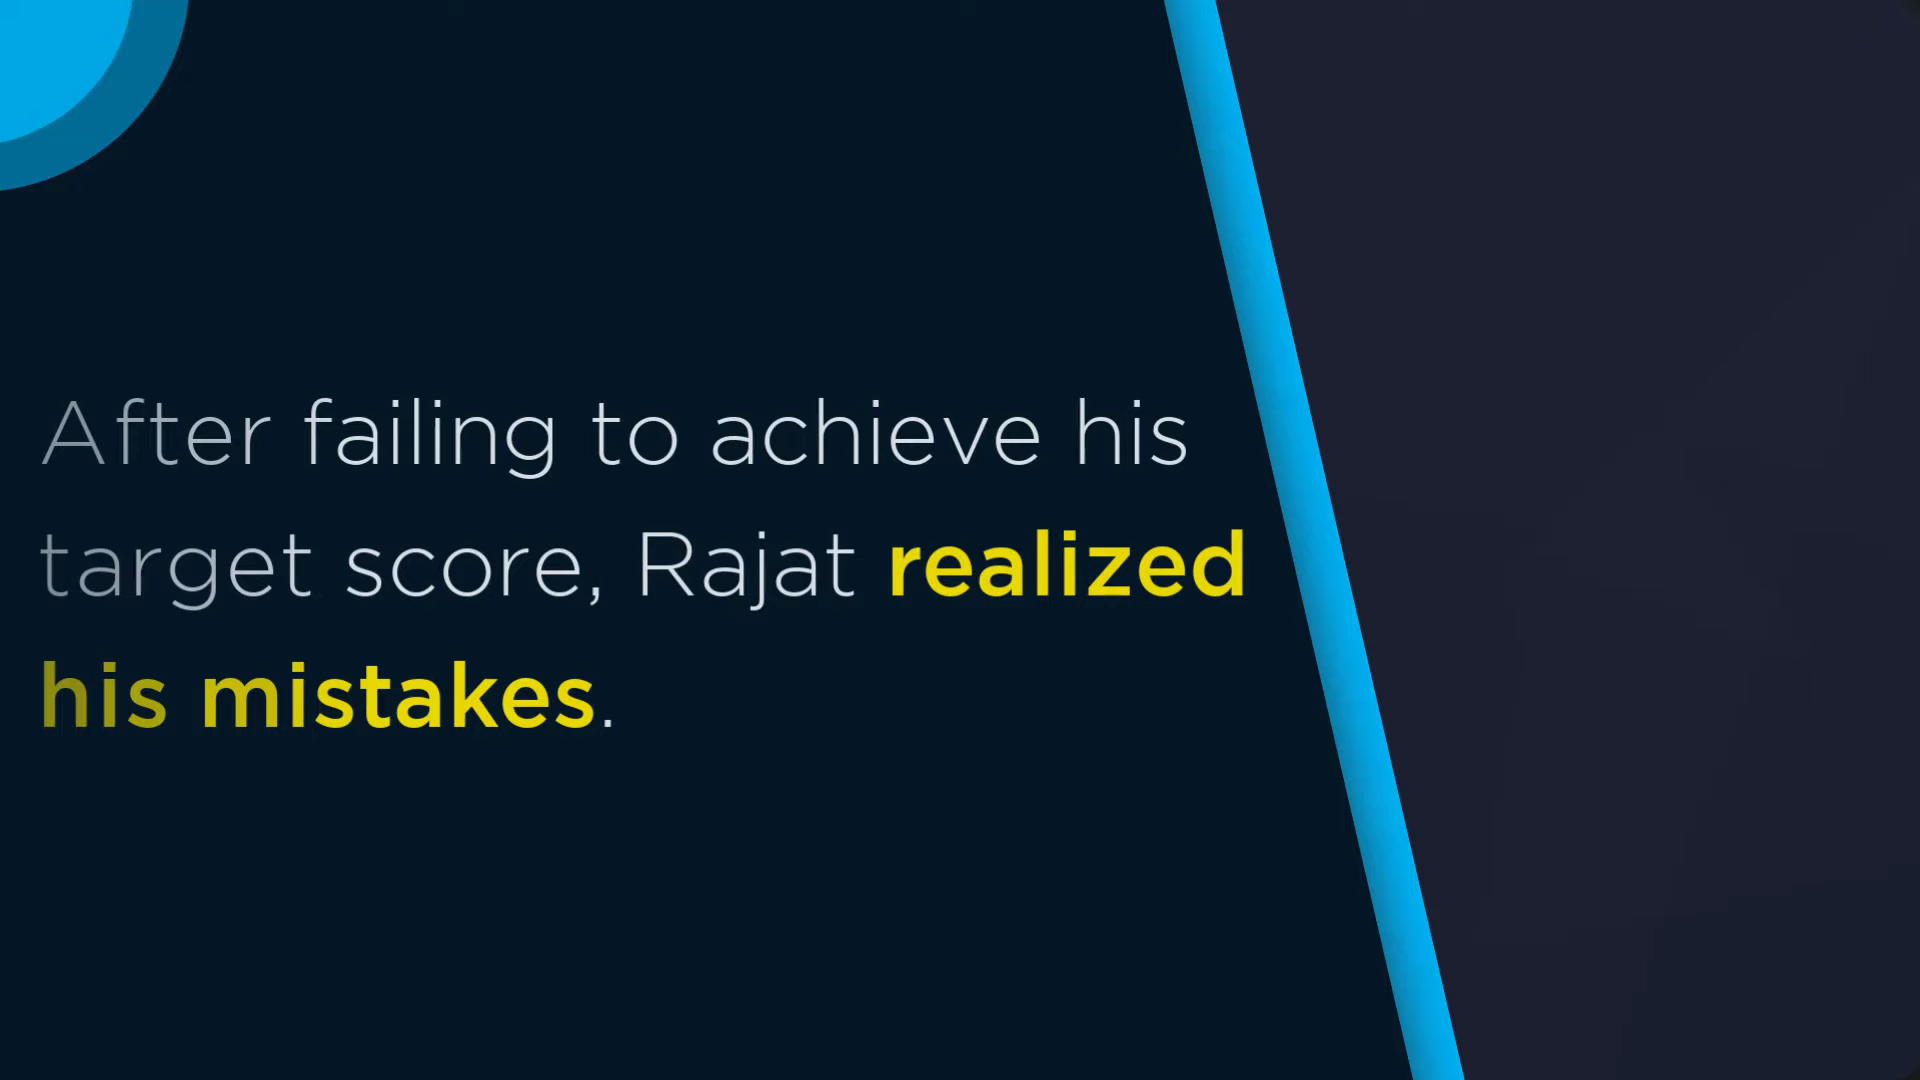 After failing to achieve his
target score, Rajat realized
his mistakes.